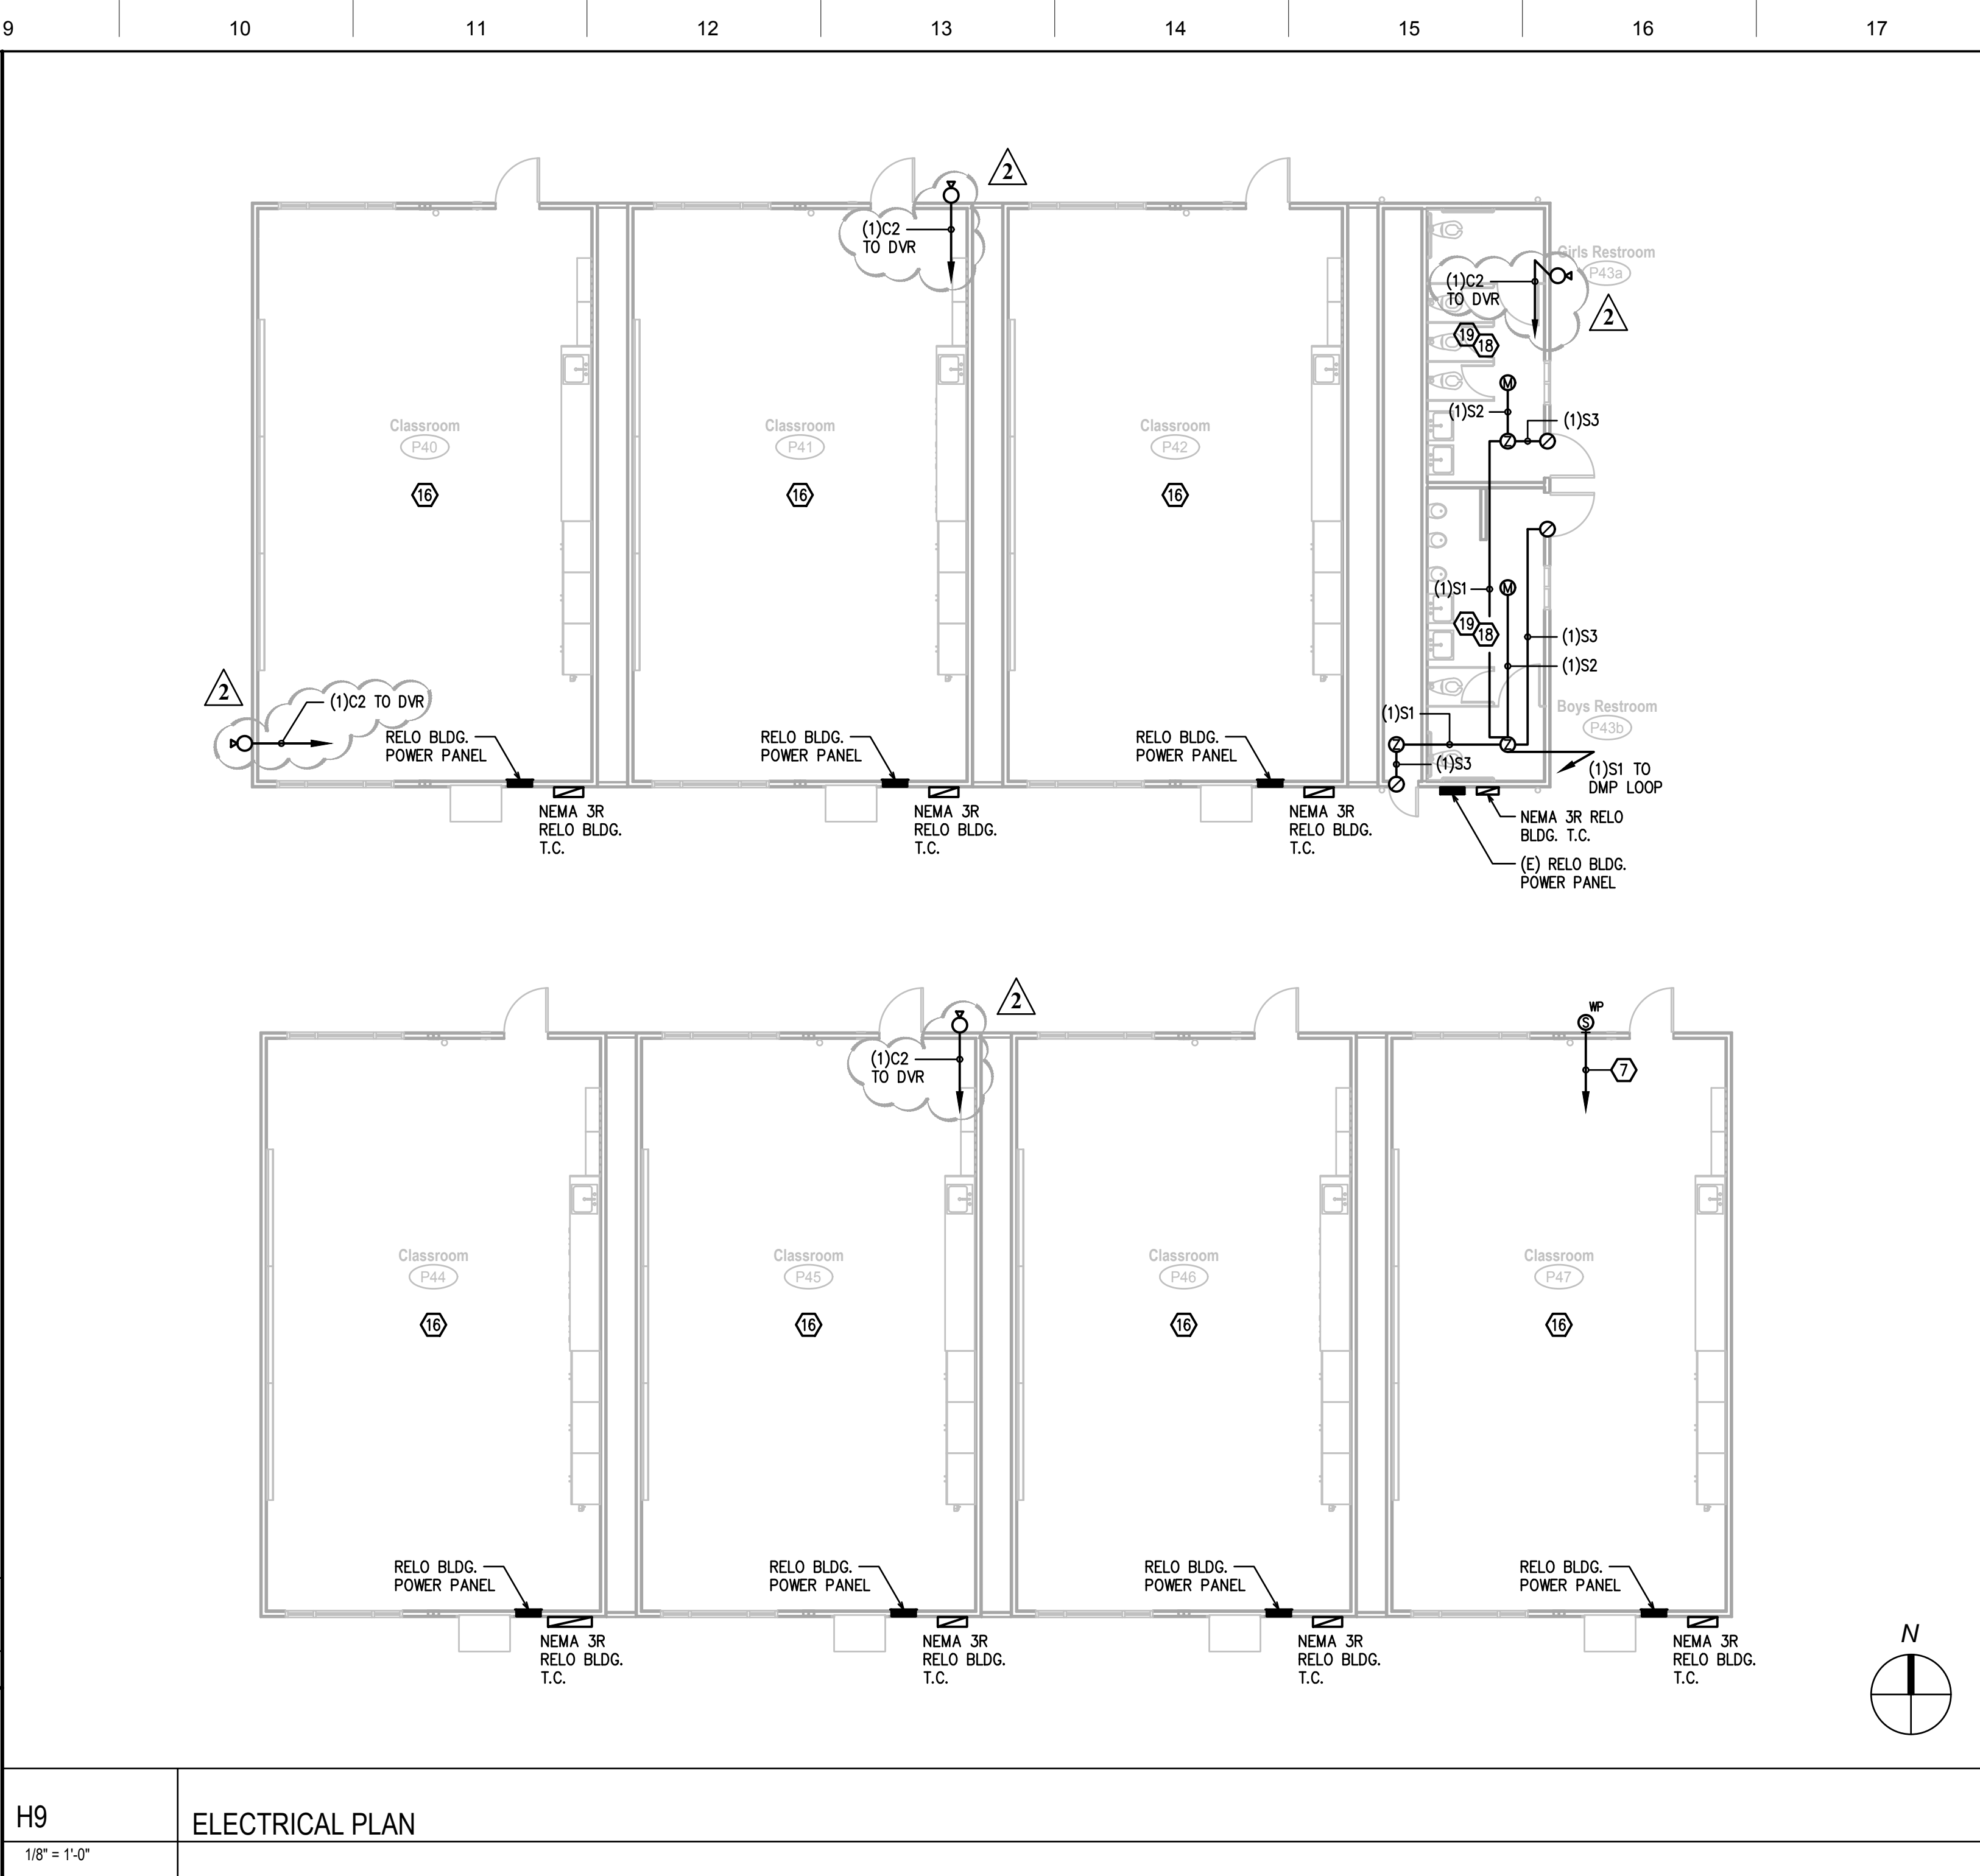 9 10 11 12 13 14 15 16 17
2
(1)C2
TO DVR
Girls Restroom
P43a
(1)C2
TO DVR
2
19
18
M
(1)S2
(1)S3
Z
Classroom
P40
16
Classroom
P41
16
Classroom
P42
16
(1)S1
M
19
18
(1)S3
(1)S2
2
(1)C2 TO DVR
Boys Restroom
P43b
(1)S1
Z
Z
(1)S3
(1)S1 TO
DMP LOOP
RELO BLDG.
POWER PANEL
RELO BLDG.
POWER PANEL
RELO BLDG.
POWER PANEL
NEMA 3R
RELO BLDG.
T.C.
NEMA 3R
RELO BLDG.
T.C.
NEMA 3R
RELO BLDG.
T.C.
NEMA 3R RELO
BLDG. T.C.
(E) RELO BLDG.
POWER PANEL
2
(1)C2
TO DVR
WP
S
7
Classroom
P44
16
Classroom
P45
16
Classroom
P46
16
Classroom
P47
16
RELO BLDG.
POWER PANEL
RELO BLDG.
POWER PANEL
RELO BLDG.
POWER PANEL
RELO BLDG.
POWER PANEL
NEMA 3R
RELO BLDG.
T.C.
NEMA 3R
RELO BLDG.
T.C.
NEMA 3R
RELO BLDG.
T.C.
NEMA 3R
RELO BLDG.
T.C.
N
H9
ELECTRICAL PLAN
1/8" = 1'-0"